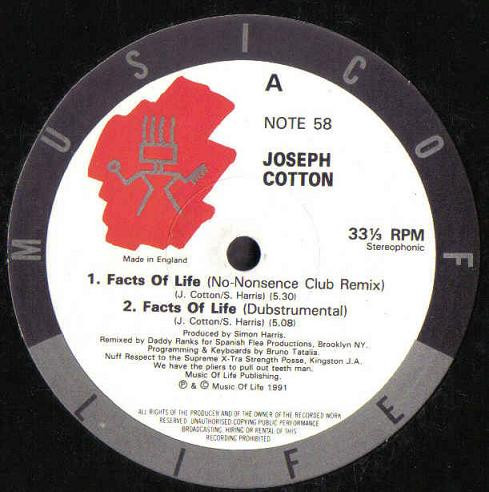 MUSIC OF LIFE
A
NOTE 58
JOSEPH
COTTON
33⅓ RPM
Stereophonic
Made in England
1. Facts Of Life (No-Nonsence Club Remix)
(J. Cotton/S. Harris) (5.30)
2. Facts Of Life (Dubstrumental)
(J. Cotton/S. Harris) (5.08)
Produced by Simon Harris.
Remixed by Daddy Ranks for Spanish Flea Productions, Brooklyn NY.
Programming & Keyboards by Bruno Tatalia.
Nuff Respect to the Supreme X-Tra Strength Posse, Kingston J.A.
We have the pliers to pull out teeth man.
Music Of Life Publishing.
℗ & © Music Of Life 1991
ALL RIGHTS OF THE PRODUCER AND OF THE OWNER OF THE RECORDED WORK
RESERVED. UNAUTHORISED COPYING PUBLIC PERFORMANCE
BROADCASTING, HIRING OR RENTAL OF THIS
RECORDING PROHIBITED.